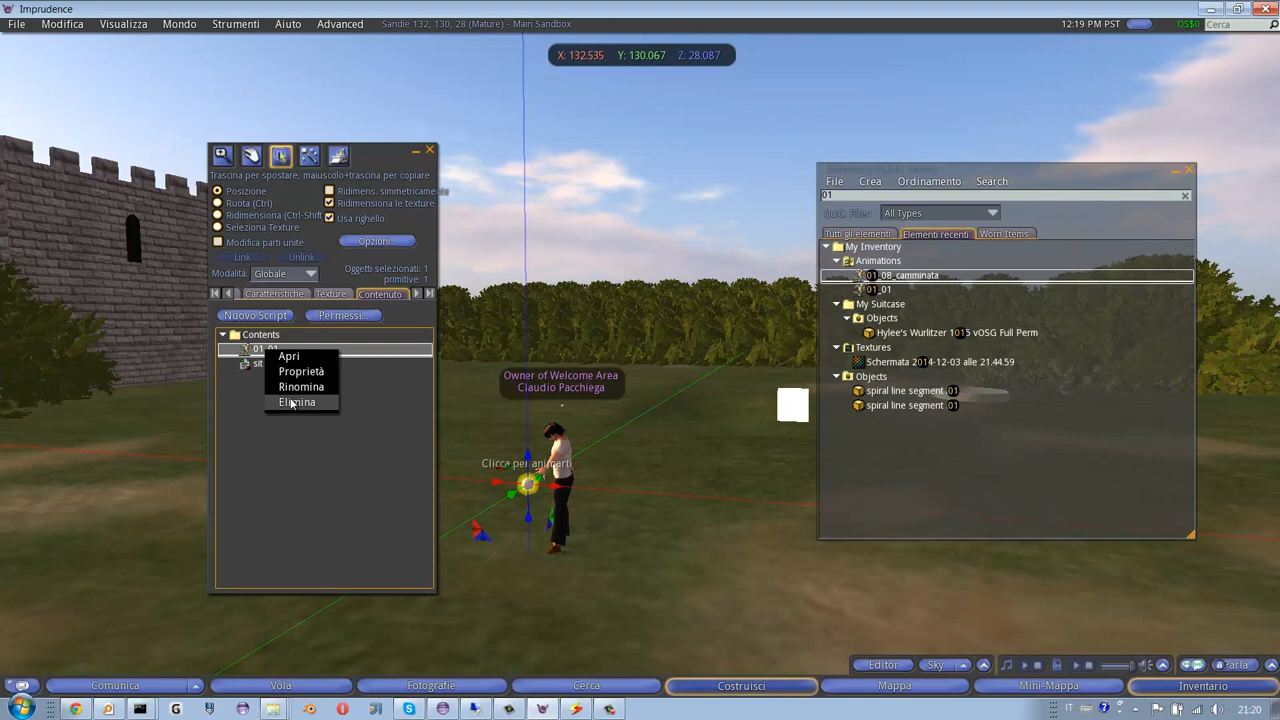 Imprudence
File Modifica Visualizza Mondo Strumenti Aiuto Advanced Sandie 132, 130, 28 (Mature) - Main Sandbox 12:19 PM PST OS$0 Cerca
X: 132.535 Y: 130.067 Z: 28.087
Trascina per spostare, maiuscolo+trascina per copiare
Posizione Ridimens. simmetricamente
Ruota (Ctrl) Ridimensiona le texture
Ridimensiona (Ctrl-Shift Usa righello
Seleziona Texture
Modifica parti unite Opzioni
Link Unlink Oggetti selezionati: 1
Modalità: Globale primitive: 1
Caratteristiche Texture Contenuto
Nuovo Script Permessi...
Contents
01_01
sit
Apri
Proprietà
Rinomina
Elimina
Owner of Welcome Area
Claudio Pacchiega
Clicca per animarti
File Crea Ordinamento Search
01
Quick Filter: All Types
Tutti gli elementi Elementi recenti Worn Items
My Inventory
Animations
01_08_camminata
01_01
My Suitcase
Objects
Hylee's Wurlitzer 1015 vOSG Full Perm
Textures
Schermata 2014-12-03 alle 21.44.59
Objects
spiral line segment .01
spiral line segment .01
Editor Sky Parla
Comunica Vola Fotografie Cerca Costruisci Mappa Mini-Mappa Inventario
IT 21:20